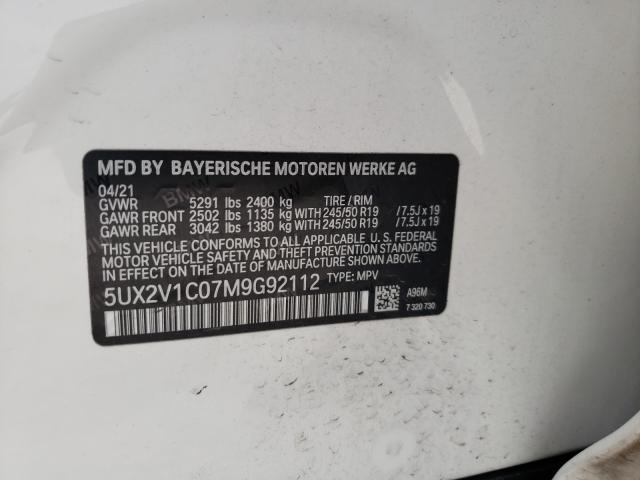 MFD BY BAYERISCHE MOTOREN WERKE AG
04/21
GVWR 5291 lbs 2400 kg TIRE / RIM
GAWR FRONT 2502 lbs 1135 kg WITH 245/50 R19 /7.5J x 19
GAWR REAR 3042 lbs 1380 kg WITH 245/50 R19 /7.5J x 19
THIS VEHICLE CONFORMS TO ALL APPLICABLE U.S. FEDERAL
MOTOR VEHICLE SAFETY AND THEFT PREVENTION STANDARDS
IN EFFECT ON THE DATE OF MANUFACTURE SHOWN ABOVE.
5UX2V1C07M9G92112 TYPE: MPV
A96M
7 320 730